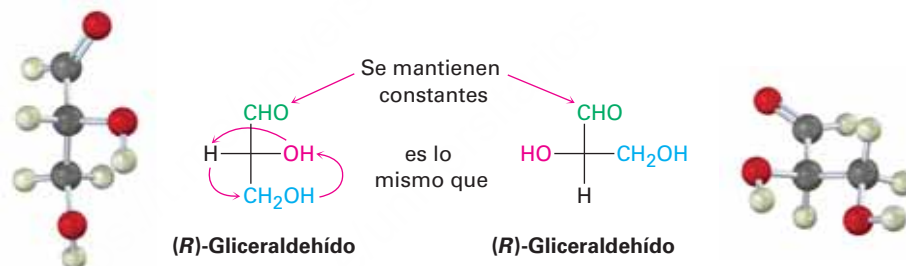 Se mantienen
constantes
CHO
H
OH
CH₂OH
(R)-Gliceraldehído
es lo
mismo que
CHO
HO
CH₂OH
H
(R)-Gliceraldehído